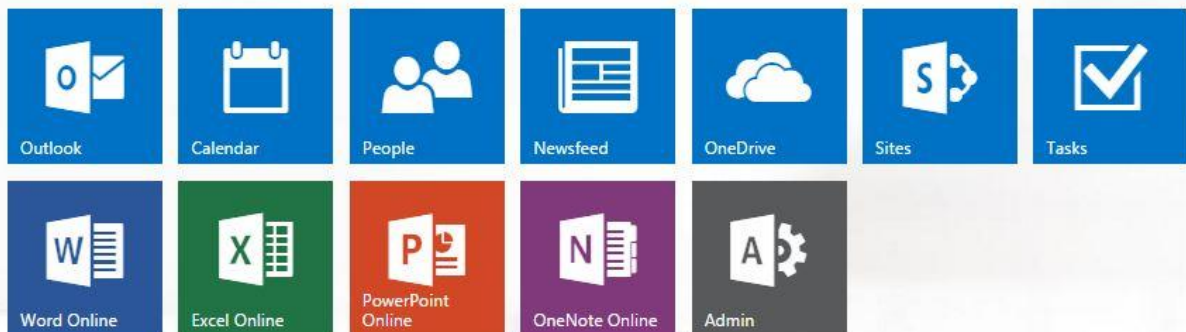 O
S
Outlook
Calendar
People
Newsfeed
OneDrive
Sites
Tasks
W
X
P
N
A
Word Online
Excel Online
PowerPoint
Online
OneNote Online
Admin